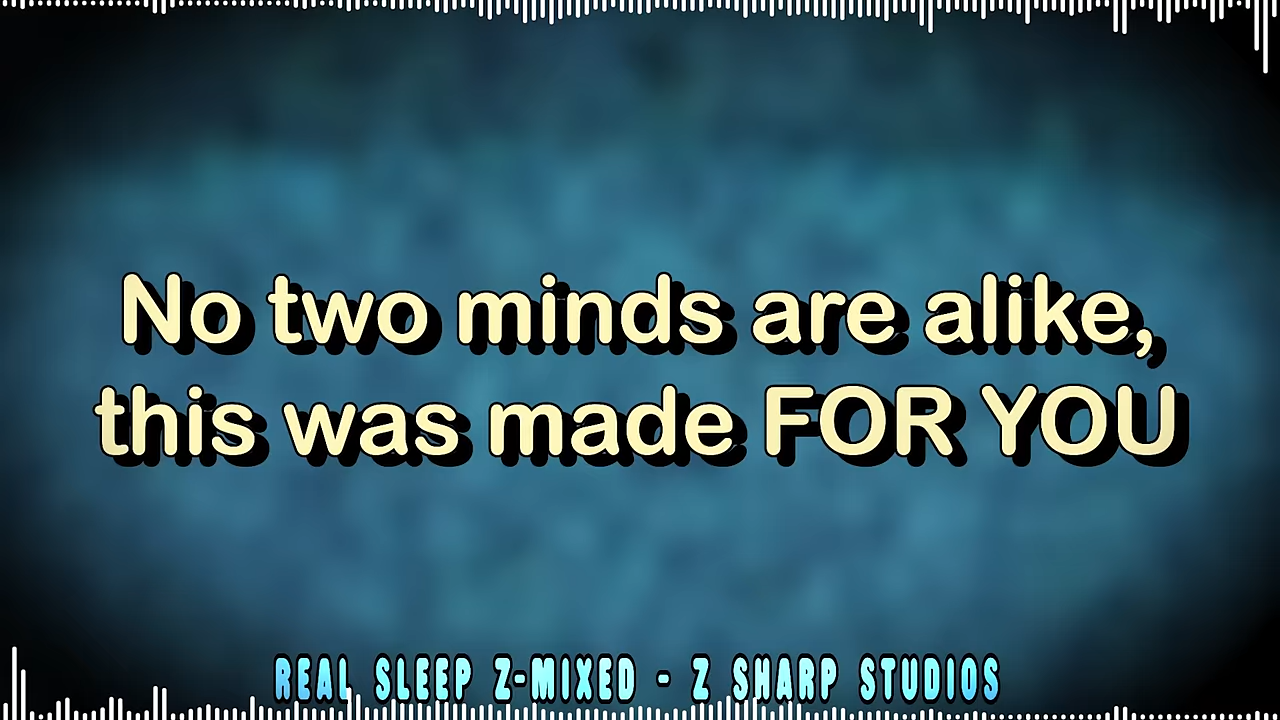 No two minds are alike,
this was made FOR YOU
REAL SLEEP Z-MIXED - Z SHARP STUDIOS